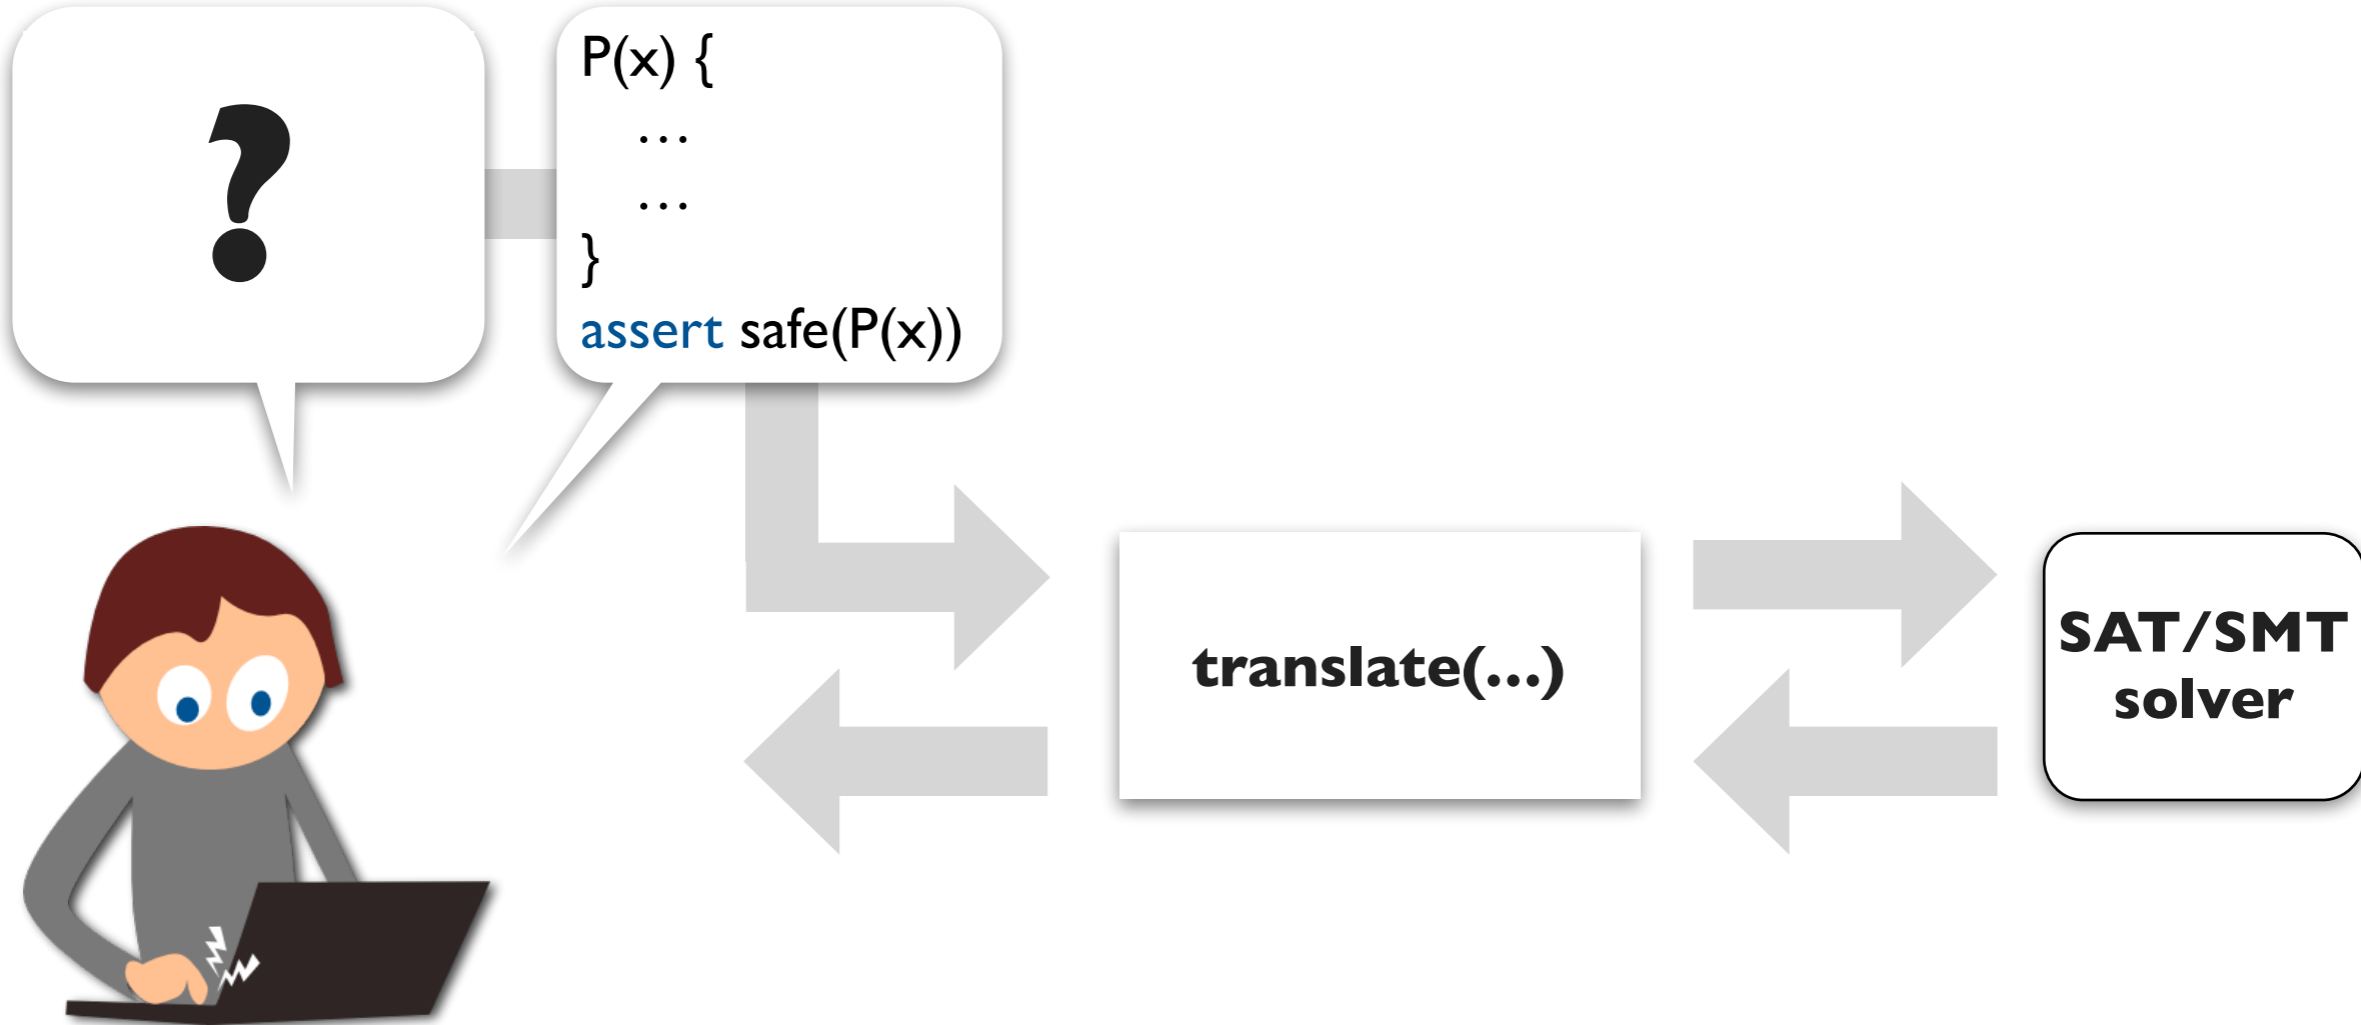 ?
P(x) {
…
…
}
assert safe(P(x))
translate(…)
SAT/SMT
solver